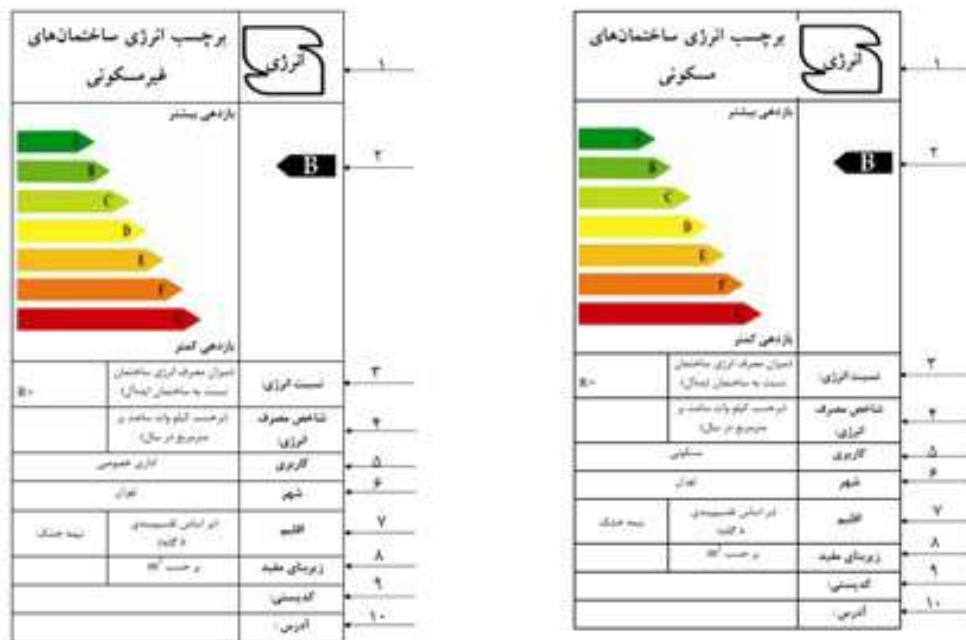 برچسب انرژی ساختمان‌های
غیرمسکونی
انرژی
۱
بازدهی بیشتر
B
۲
B
C
D
E
F
بازدهی کمتر
نسبت انرژی:
(میزان مصرف انرژی ساختمان
نسبت به ساختمان ایده‌آل)
R=
۳
شاخص مصرف
انرژی:
(برحسب کیلو وات ساعت بر
مترمربع در سال)
۴
کاربری
اداری خصوصی
۵
شهر
تهران
۶
اقلیم
(بر اساس تقسیم‌بندی
۸ گانه)
نیمه خشک
۷
زیربنای مفید
بر حسب m²
۸
کدپستی:
۹
آدرس:
۱۰
برچسب انرژی ساختمان‌های
مسکونی
انرژی
۱
بازدهی بیشتر
B
۲
B
C
D
E
F
بازدهی کمتر
نسبت انرژی:
(میزان مصرف انرژی ساختمان
نسبت به ساختمان ایده‌آل)
R=
۳
شاخص مصرف
انرژی:
(برحسب کیلو وات ساعت بر
مترمربع در سال)
۴
کاربری
مسکونی
۵
شهر
تهران
۶
اقلیم
(بر اساس تقسیم‌بندی
۸ گانه)
نیمه خشک
۷
زیربنای مفید
بر حسب m²
۸
کدپستی:
۹
آدرس:
۱۰